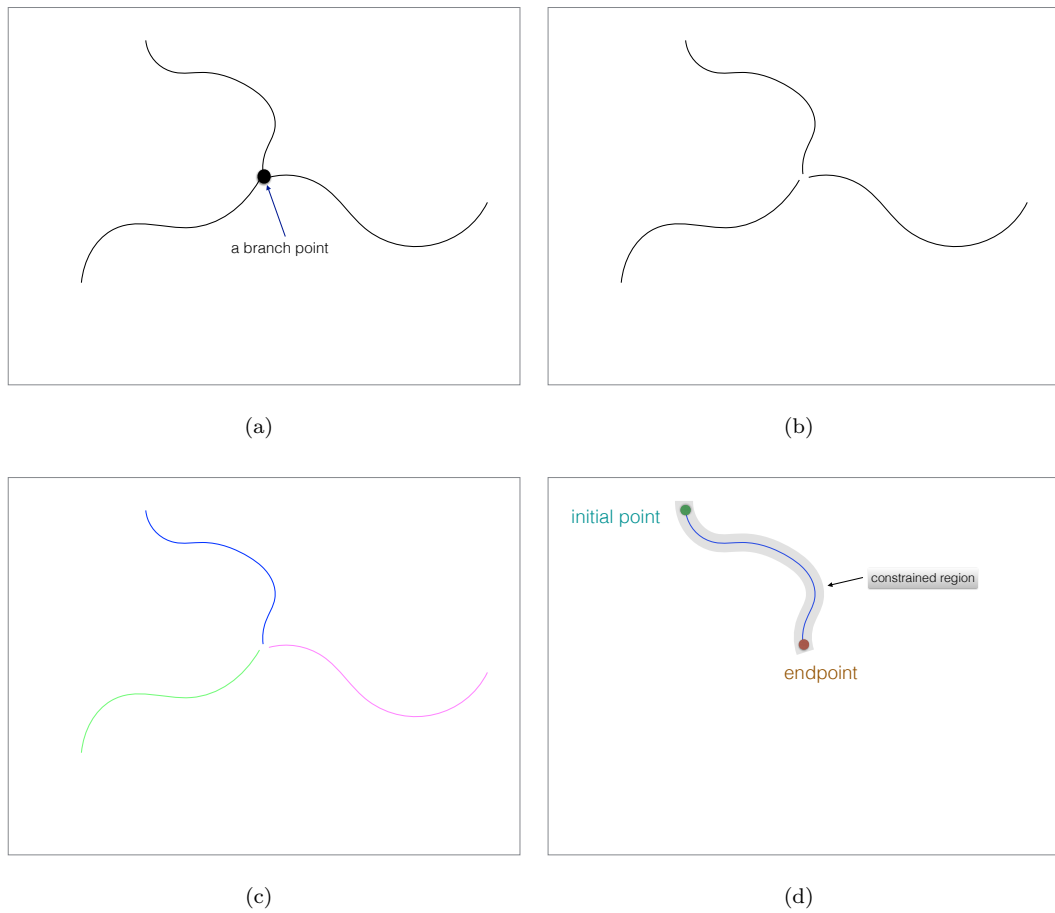 a branch point
(a)
(b)
initial point
constrained region
endpoint
(c)
(d)